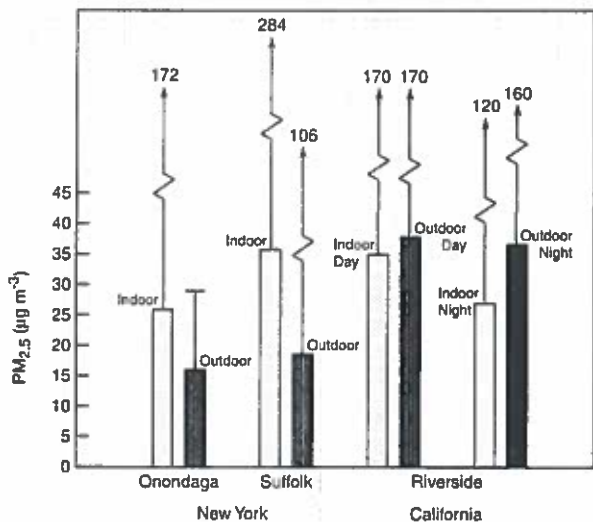 284
172
170
170
160
120
106
45
40
35
30
25
20
15
10
5
0
PM2.5 (µg m-3)
Indoor
Outdoor
Indoor
Outdoor
Indoor
Day
Outdoor
Day
Indoor
Night
Outdoor
Night
Onondaga
Suffolk
Riverside
New York
California